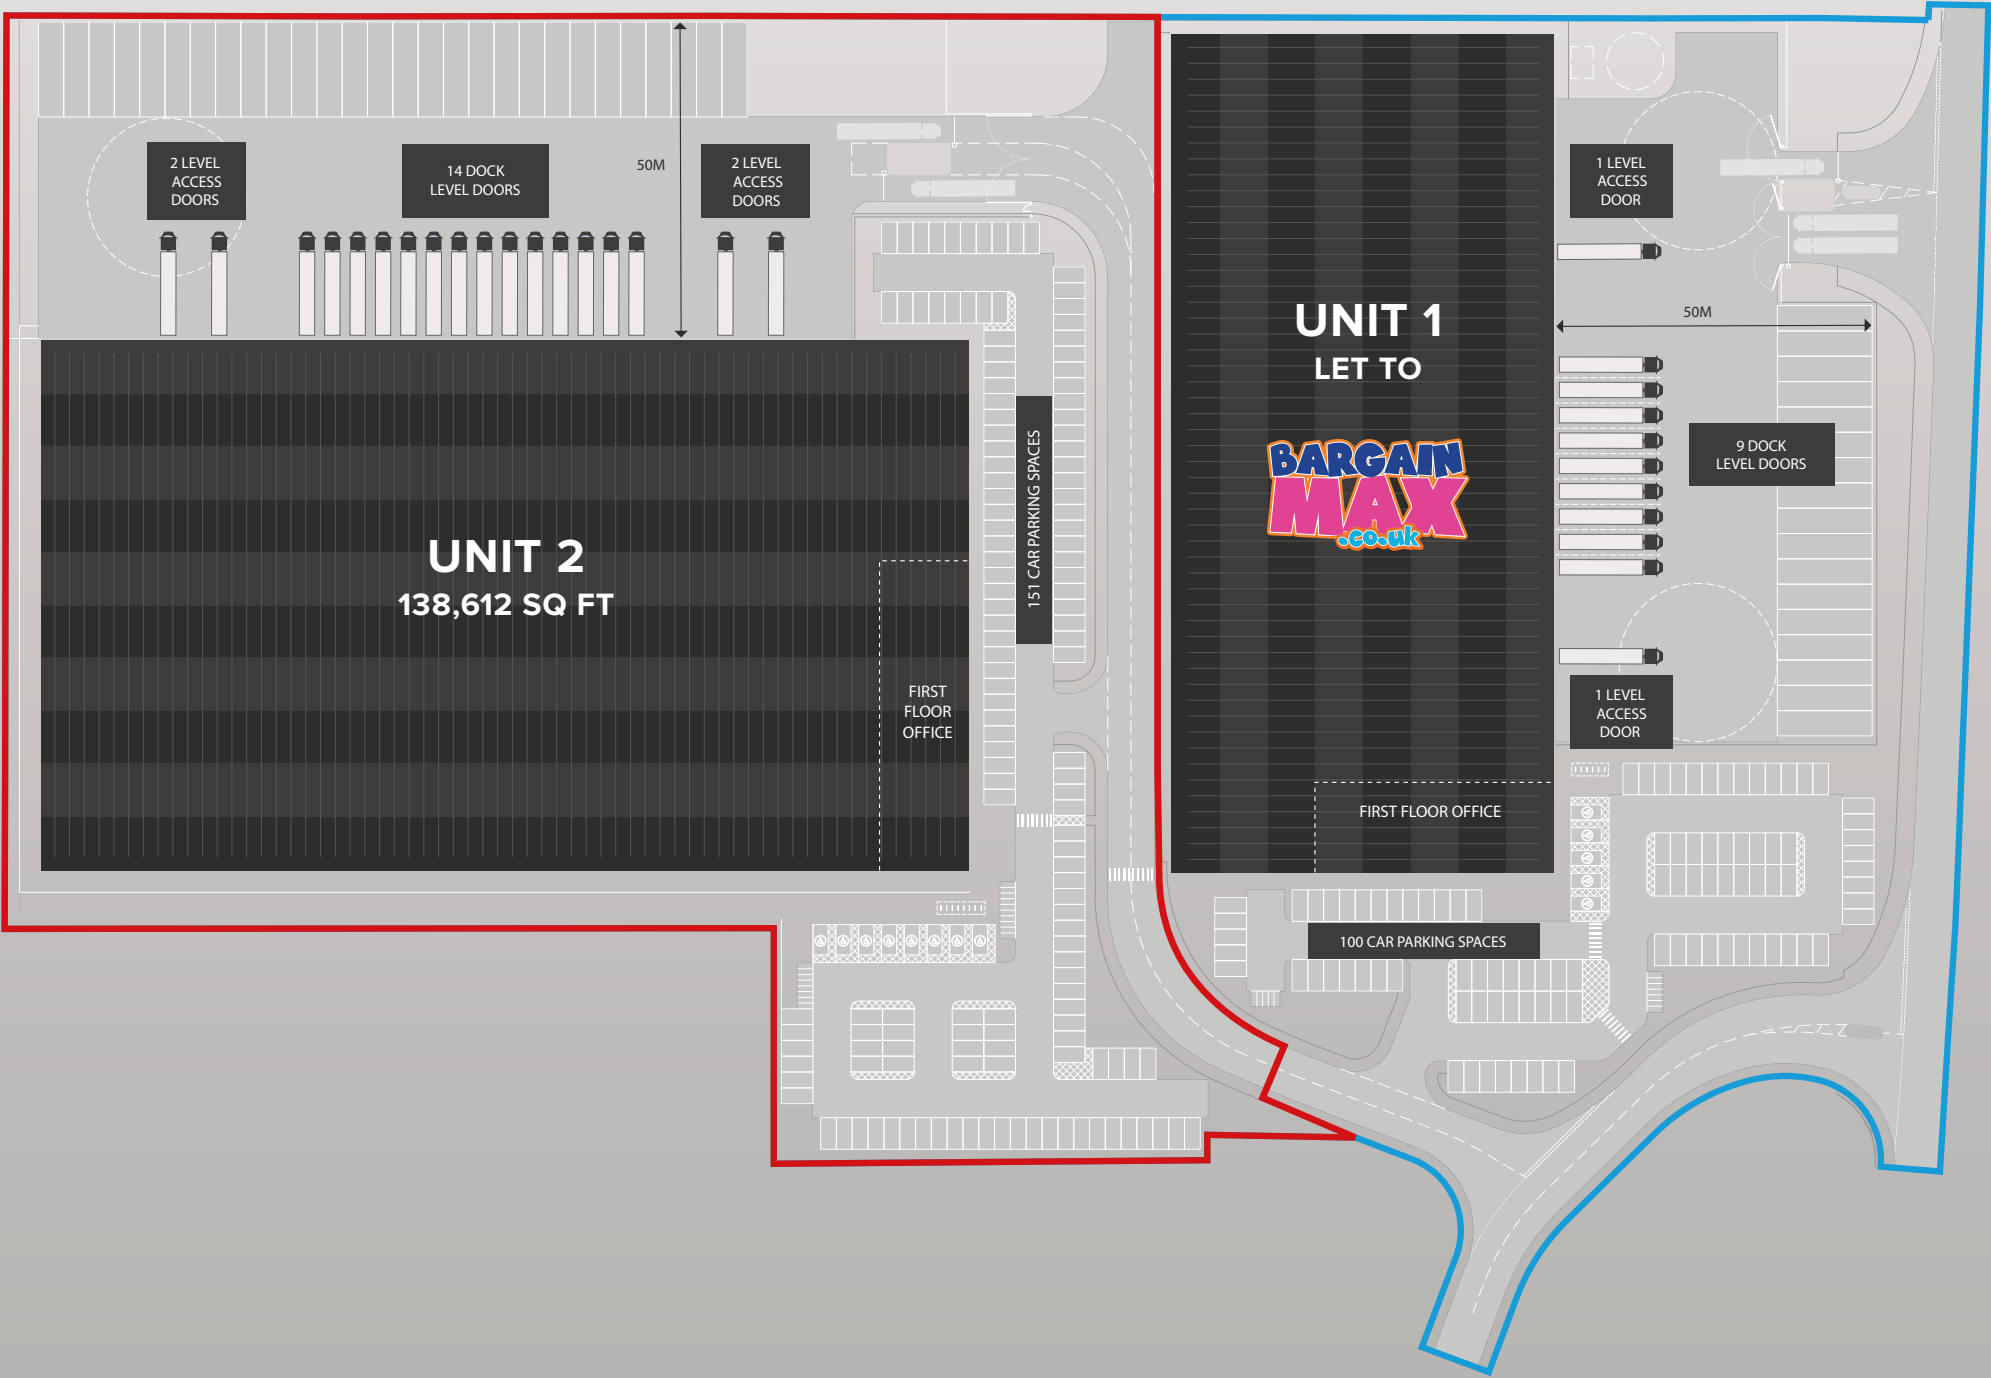 2 LEVEL
ACCESS
DOORS
14 DOCK
LEVEL DOORS
50M
2 LEVEL
ACCESS
DOORS
UNIT 2
138,612 SQ FT
FIRST
FLOOR
OFFICE
151 CAR PARKING SPACES
UNIT 1
LET TO
BARGAIN
MAX
.co.uk
FIRST FLOOR OFFICE
1 LEVEL
ACCESS
DOOR
50M
9 DOCK
LEVEL DOORS
1 LEVEL
ACCESS
DOOR
100 CAR PARKING SPACES